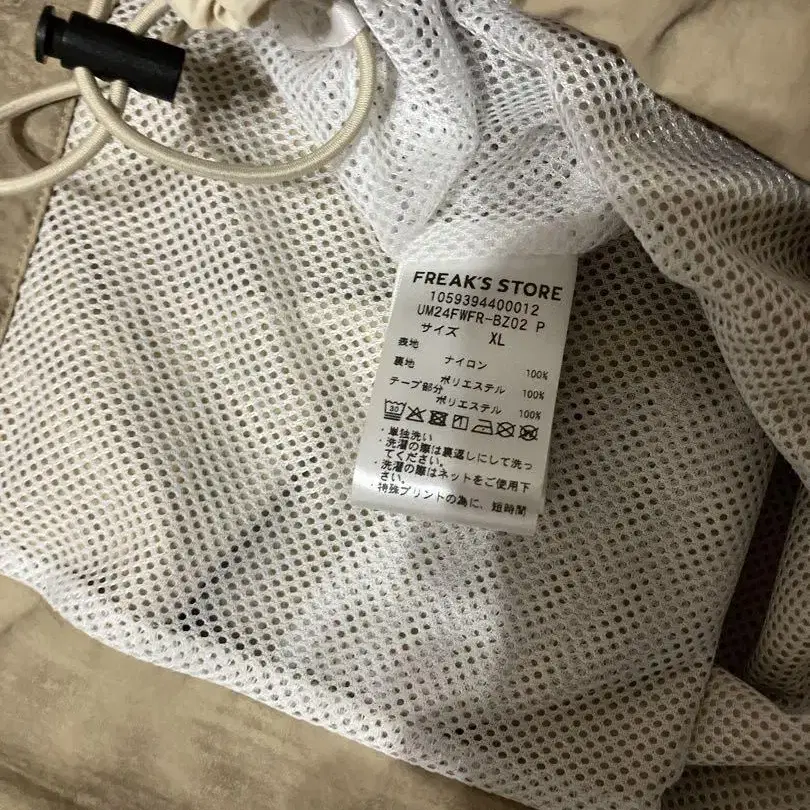 FREAK'S STORE
1059394400012
UM24FWFR-BZ02 P
サイズ XL
表地
ナイロン 100%
裏地
ポリエステル 100%
テープ部分
ポリエステル 100%
30
・単独洗い
・洗濯の際は裏返しにして洗っ
てください。
・洗濯の際はネットをご使用下
さい。
・特殊プリントの為に、短時間